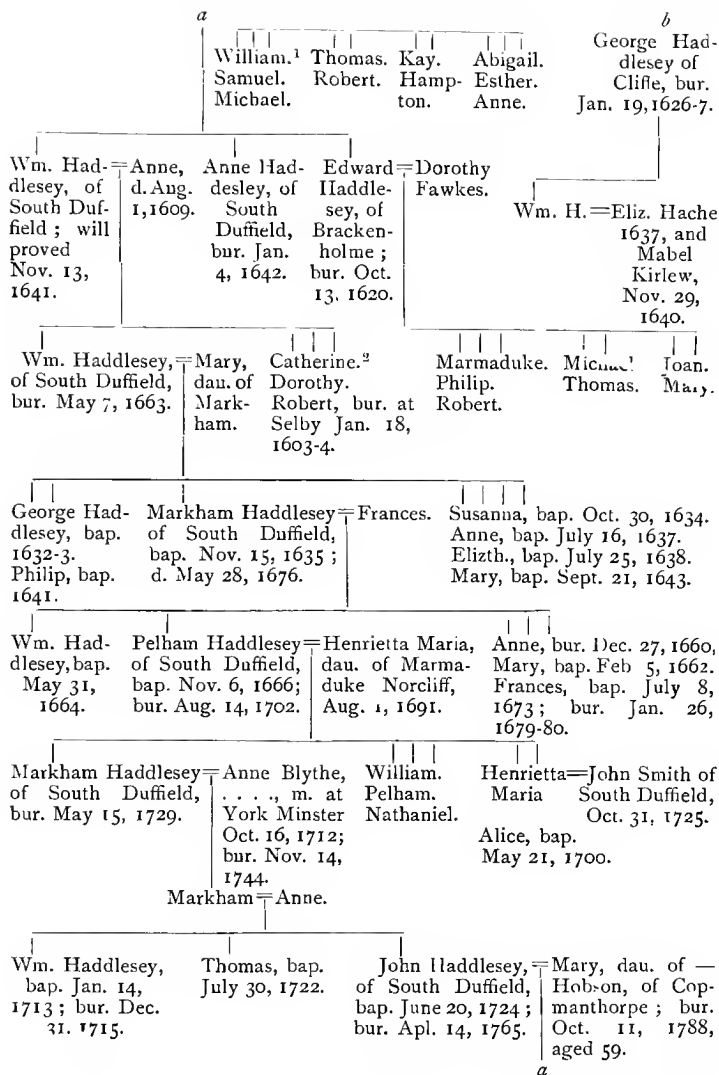 a
b
William.¹ Thomas. Kay. Abigail.
Samuel. Robert. Hamp- Esther.
Michael. ton. Anne.
George Had-
dlesey of
Cliffe, bur.
Jan. 19, 1626-7.
Wm. Had-
dlesey, of
South Duf-
field ; will
proved
Nov. 13,
1641.
Anne,
d. Aug.
1, 1609.
Anne Had-
desley, of
South
Duffield,
bur. Jan.
4, 1642.
Edward
Haddle-
sey, of
Bracken-
holme ;
bur. Oct.
13, 1620.
Dorothy
Fawkes.
Wm. H. = Eliz. Hache
1637, and
Mabel
Kirlew,
Nov. 29,
1640.
Wm. Haddlesey,
of South Duffield,
bur. May 7, 1663.
Mary,
dau. of
Mark-
ham.
Catherine.²
Dorothy.
Robert, bur. at
Selby Jan. 18,
1603-4.
Marmaduke.
Philip.
Robert.
Thomas.
Joan.
Mary.
George Had-
dlesey, bap.
1632-3.
Philip, bap.
1641.
Markham Haddlesey
of South Duffield,
bap. Nov. 15, 1635 ;
d. May 28, 1676.
Frances.
Susanna, bap. Oct. 30, 1634.
Anne, bap. July 16, 1637.
Elizth., bap. July 25, 1638.
Mary, bap. Sept. 21, 1643.
Wm. Had-
dlesey, bap.
May 31,
1664.
Pelham Haddlesey
of South Duffield,
bap. Nov. 6, 1666;
bur. Aug. 14, 1702.
Henrietta Maria,
dau. of Marma-
duke Norcliff,
Aug. 1, 1691.
Anne, bur. Dec. 27, 1660,
Mary, bap. Feb 5, 1662.
Frances, bap. July 8,
1673 ; bur. Jan. 26,
1679-80.
Markham Haddlesey
of South Duffield,
bur. May 15, 1729.
Anne Blythe,
. . . ., m. at
York Minster
Oct. 16, 1712;
bur. Nov. 14,
1744.
William.
Pelham.
Nathaniel.
Henrietta = John Smith of
Maria South Duffield,
Oct. 31, 1725.
Alice, bap.
May 21, 1700.
Markham = Anne.
Wm. Haddlesey,
bap. Jan. 14,
1713 ; bur. Dec.
31, 1715.
Thomas, bap.
July 30, 1722.
John Haddlesey,
of South Duffield,
bap. June 20, 1724 ;
bur. Apl. 14, 1765.
Mary, dau. of —
Hobson, of Cop-
manthorpe ; bur.
Oct. 11, 1788,
aged 59.
a